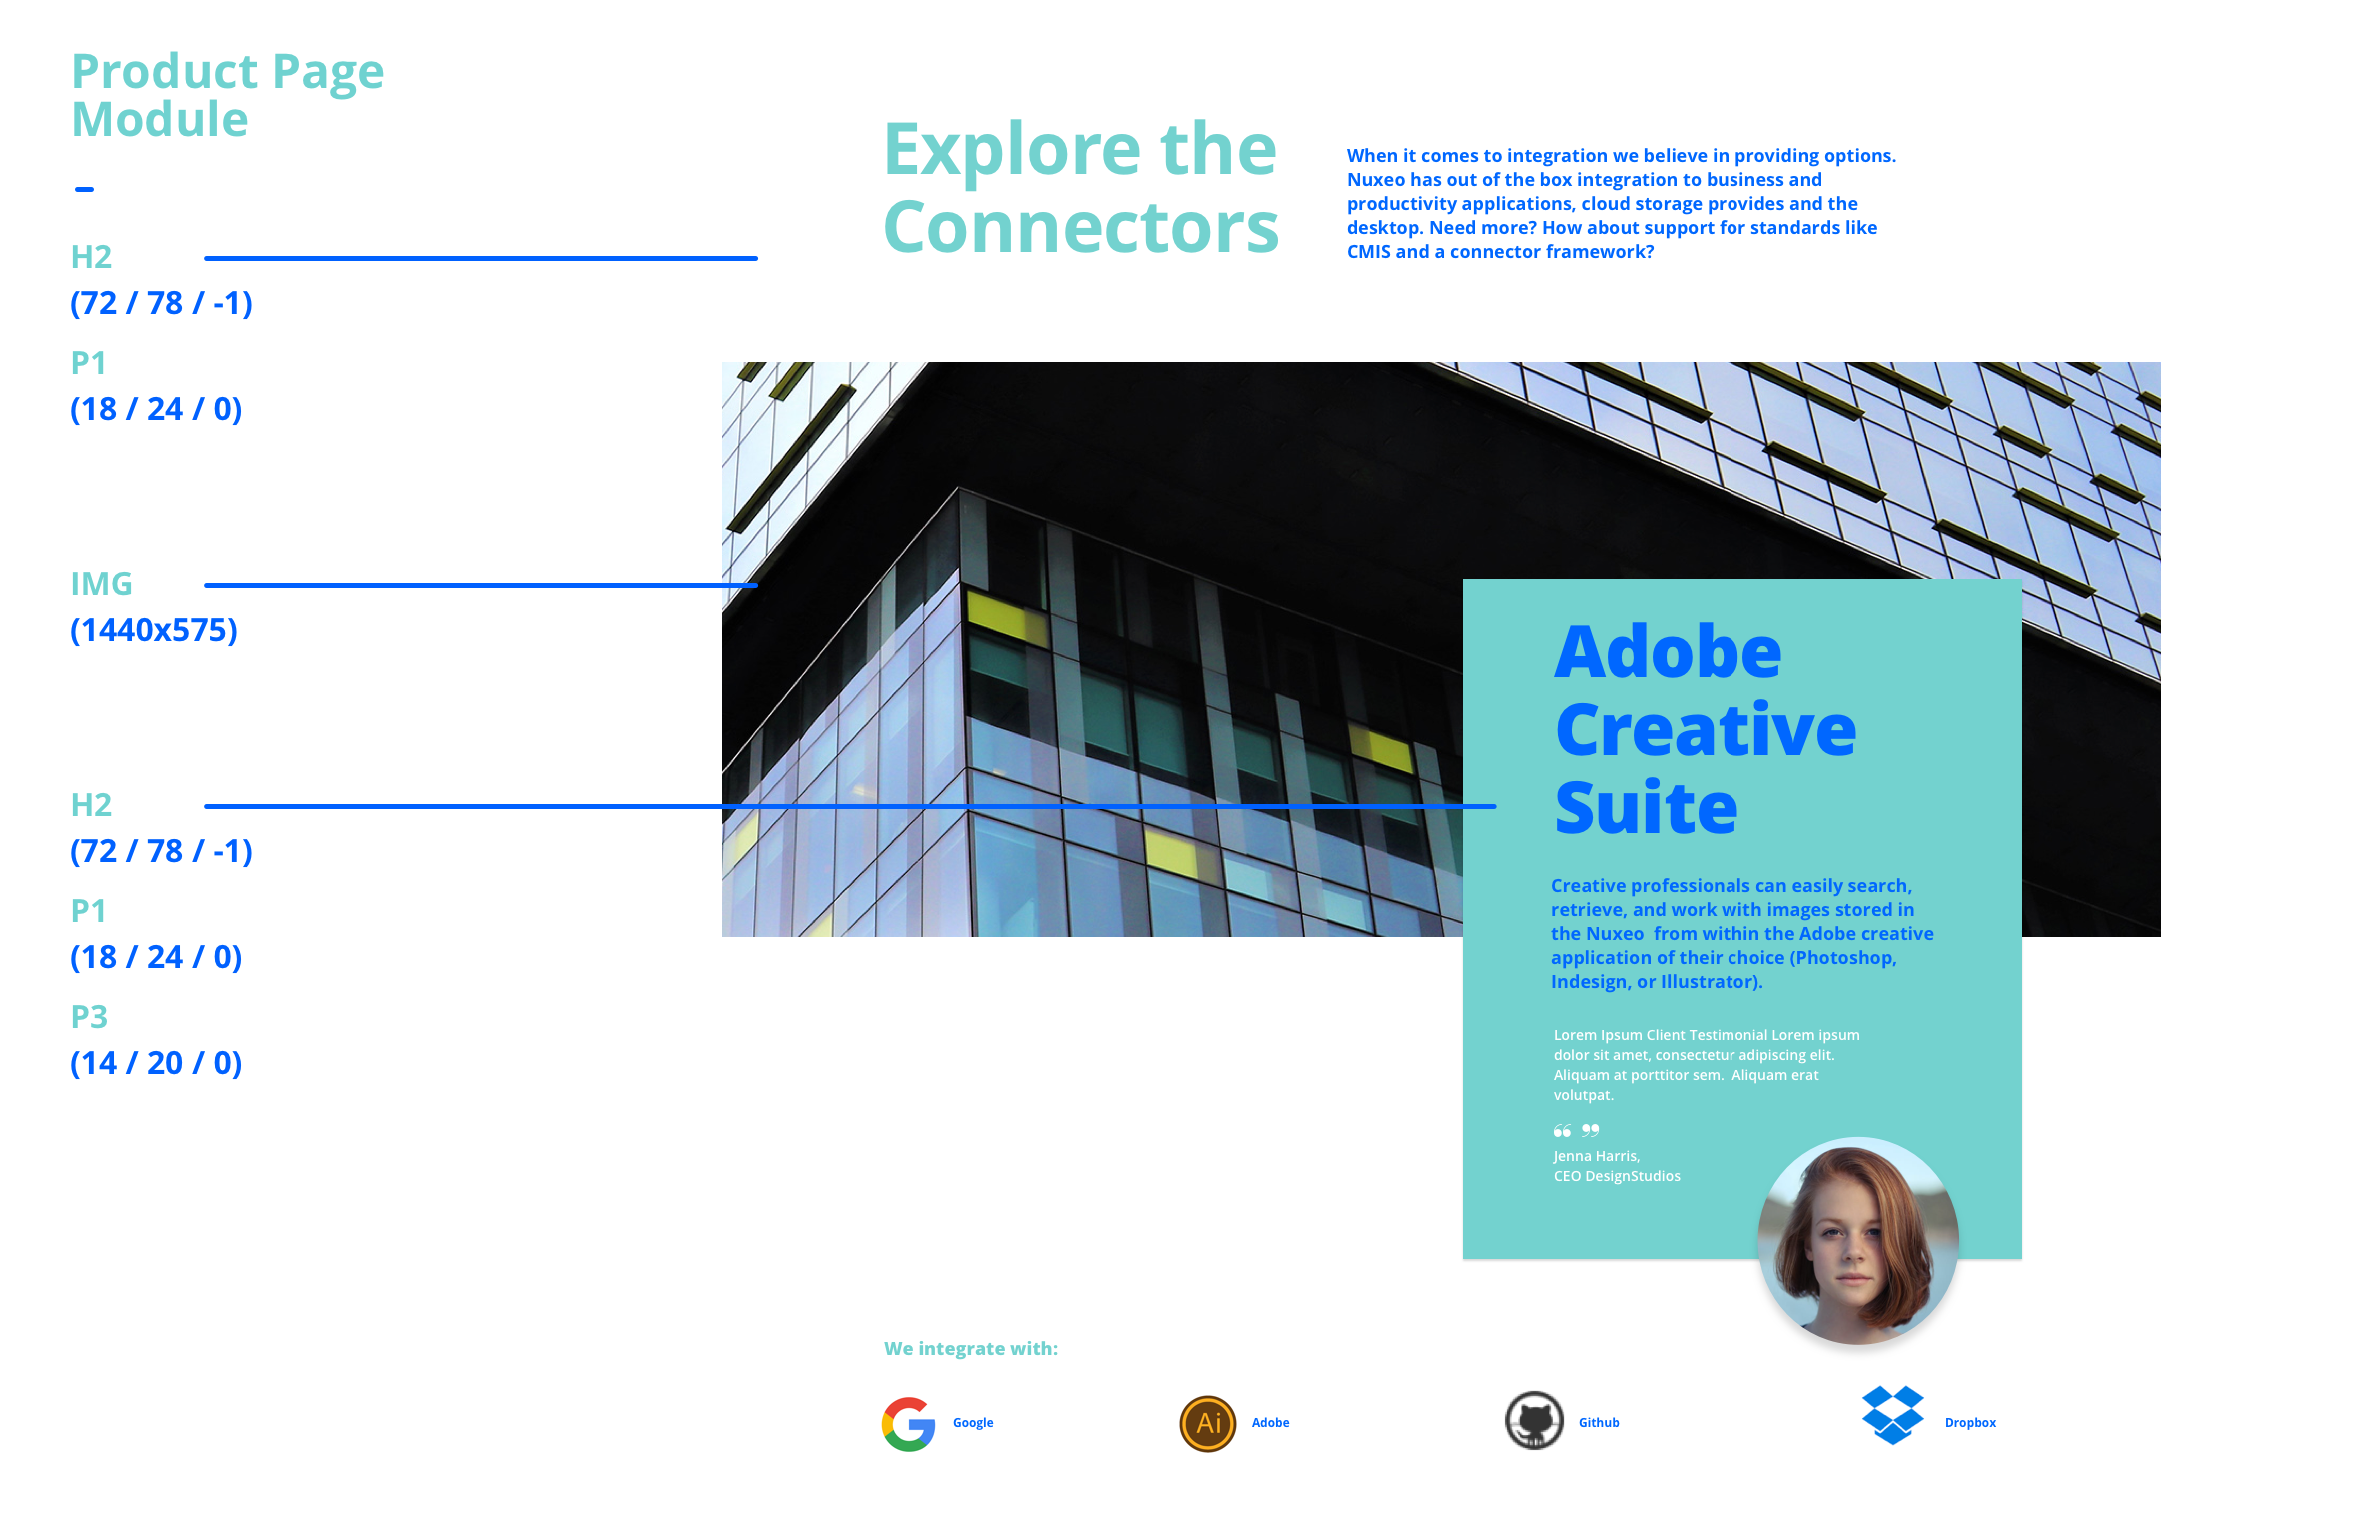 Product Page
Module
H2
(72 / 78 / -1)
P1
(18 / 24 / 0)
IMG
(1440x575)
H2
(72 / 78 / -1)
P1
(18 / 24 / 0)
P3
(14 / 20 / 0)
Explore the
Connectors
When it comes to integration we believe in providing options.
Nuxeo has out of the box integration to business and
productivity applications, cloud storage provides and the
desktop. Need more? How about support for standards like
CMIS and a connector framework?
Adobe
Creative
Suite
Creative professionals can easily search,
retrieve, and work with images stored in
the Nuxeo  from within the Adobe creative
application of their choice (Photoshop,
Indesign, or Illustrator).
Lorem Ipsum Client Testimonial Lorem ipsum
dolor sit amet, consectetur adipiscing elit.
Aliquam at porttitor sem.  Aliquam erat
volutpat.
“ ”
Jenna Harris,
CEO DesignStudios
We integrate with:
Google
Ai
Adobe
Github
Dropbox